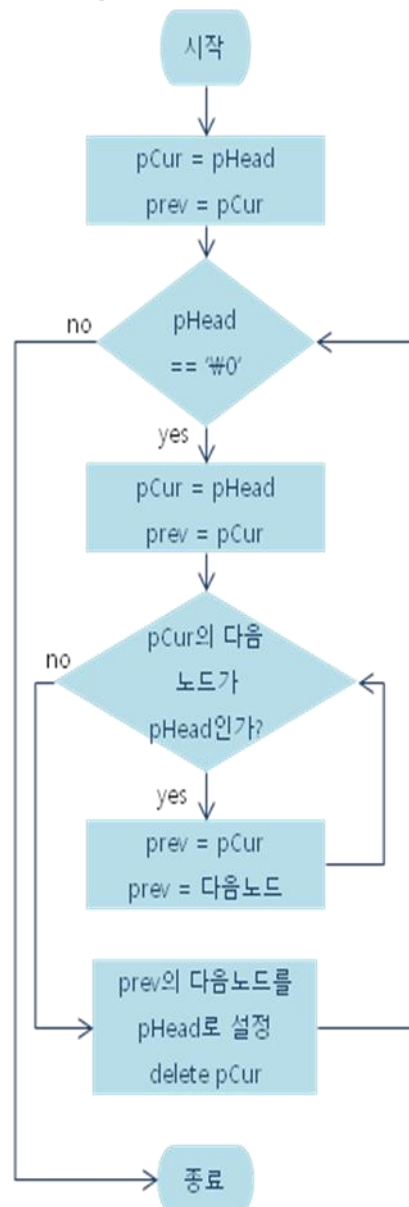 시작
pCur = pHead
prev = pCur
no
pHead
== '₩0'
yes
pCur = pHead
prev = pCur
no
pCur의 다음
노드가
pHead인가?
yes
prev = pCur
prev = 다음노드
prev의 다음노드를
pHead로 설정
delete pCur
종료